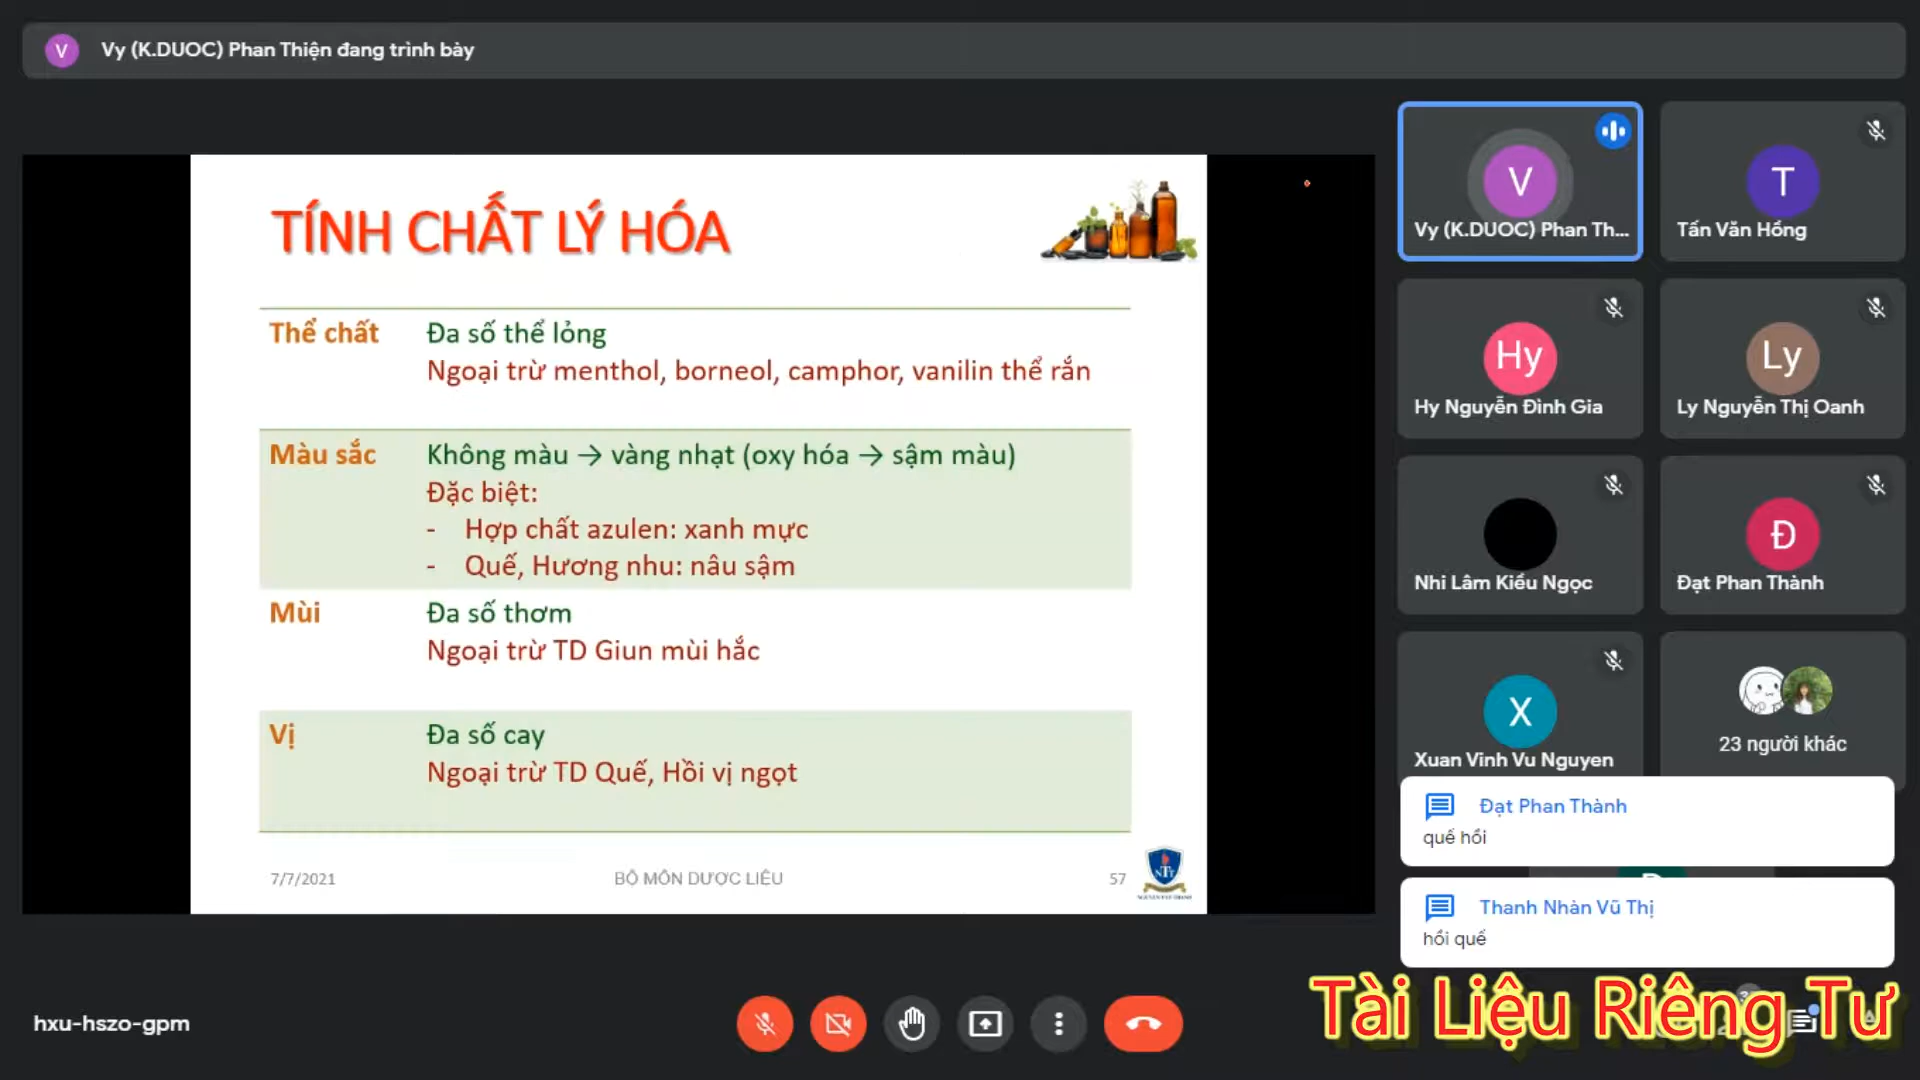 V
Vy (K.DUOC) Phan Thiện đang trình bày
TÍNH CHẤT LÝ HÓA
Thể chất
Đa số thể lỏng
Ngoại trừ menthol, borneol, camphor, vanilin thể rắn
Màu sắc
Không màu → vàng nhạt (oxy hóa → sậm màu)
Đặc biệt:
- Hợp chất azulen: xanh mực
- Quế, Hương nhu: nâu sậm
Mùi
Đa số thơm
Ngoại trừ TD Giun mùi hắc
Vị
Đa số cay
Ngoại trừ TD Quế, Hồi vị ngọt
7/7/2021
BỘ MÔN DƯỢC LIỆU
57
NTT
V
Vy (K.DUOC) Phan Th...
T
Tấn Văn Hồng
Hy
Hy Nguyễn Đình Gia
Ly
Ly Nguyễn Thị Oanh
Nhi Lâm Kiều Ngọc
Đ
Đạt Phan Thành
X
Xuan Vinh Vu Nguyen
23 người khác
Đạt Phan Thành
quế hồi
Thanh Nhàn Vũ Thị
hồi quế
hxu-hszo-gpm
Tài Liệu Riêng Tư